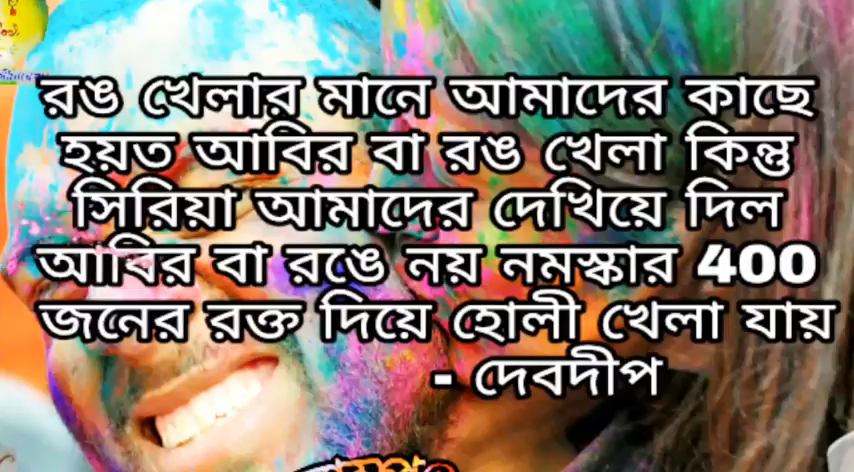 রঙ খেলার মানে আমাদের কাছে
হয়ত আবির বা রঙ খেলা কিন্তু
সিরিয়া আমাদের দেখিয়ে দিল
আবির বা রঙে নয় নমস্কার 400
জনের রক্ত দিয়ে হোলী খেলা যায়
- দেবদীপ